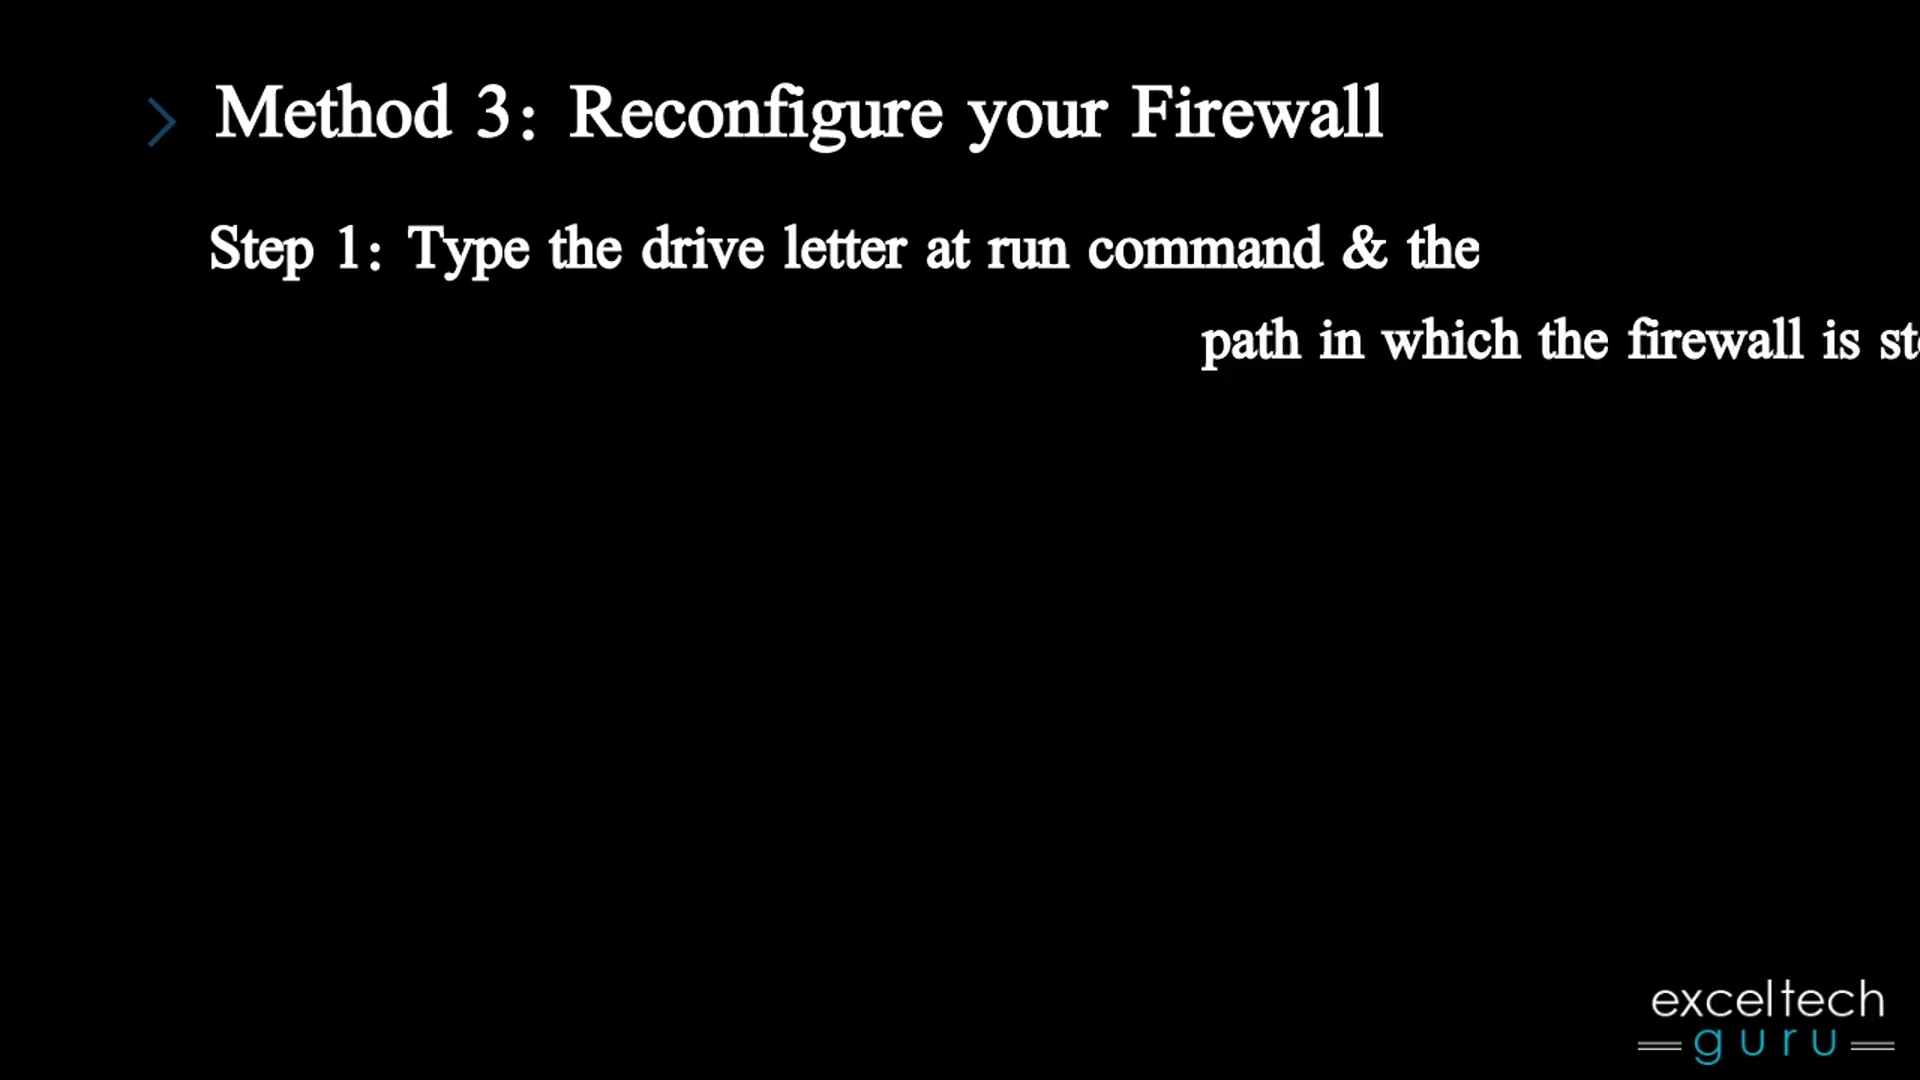 Method 3: Reconfigure your Firewall
Step 1: Type the drive letter at run command & the
path in which the firewall is
exceltech
guru